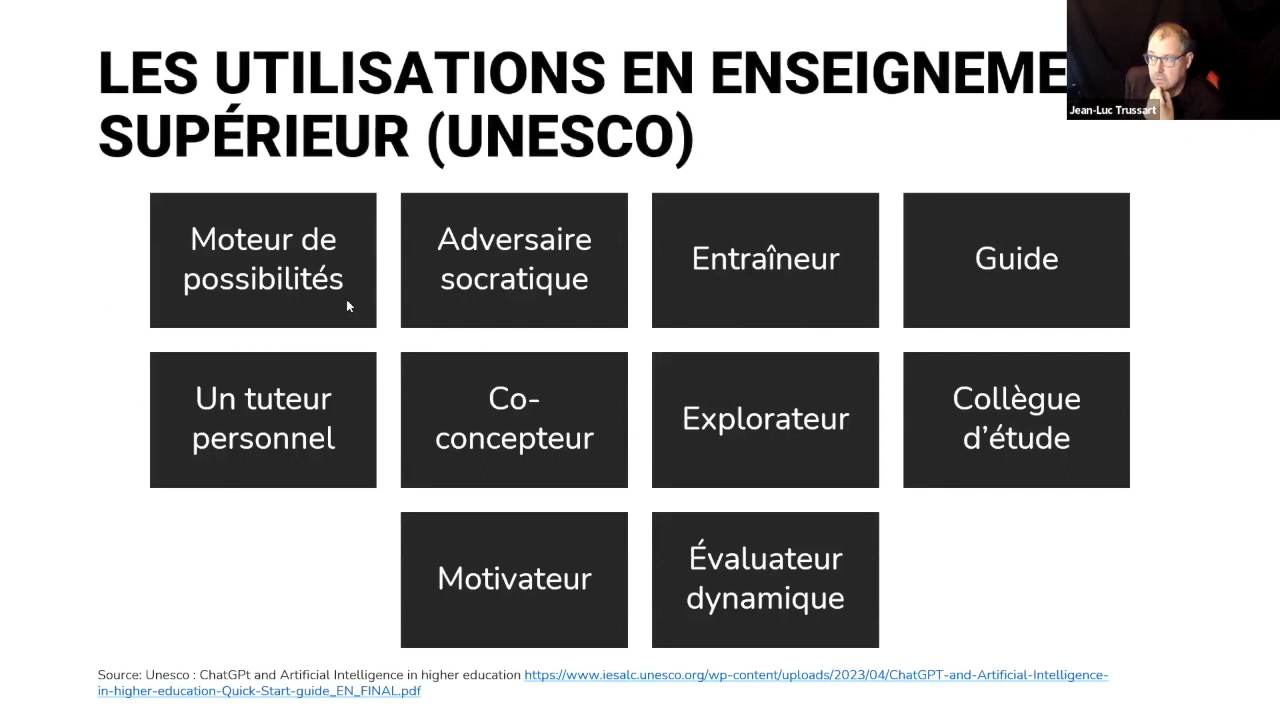 LES UTILISATIONS EN ENSEIGNEME
SUPÉRIEUR (UNESCO)
Jean-Luc Trussart
Moteur de
possibilités
Adversaire
socratique
Entraîneur
Guide
Un tuteur
personnel
Co-
concepteur
Explorateur
Collègue
d’étude
Motivateur
Évaluateur
dynamique
Source: Unesco : ChatGPt and Artificial Intelligence in higher education https://www.iesalc.unesco.org/wp-content/uploads/2023/04/ChatGPT-and-Artificial-Intelligence-
in-higher-education-Quick-Start-guide_EN_FINAL.pdf